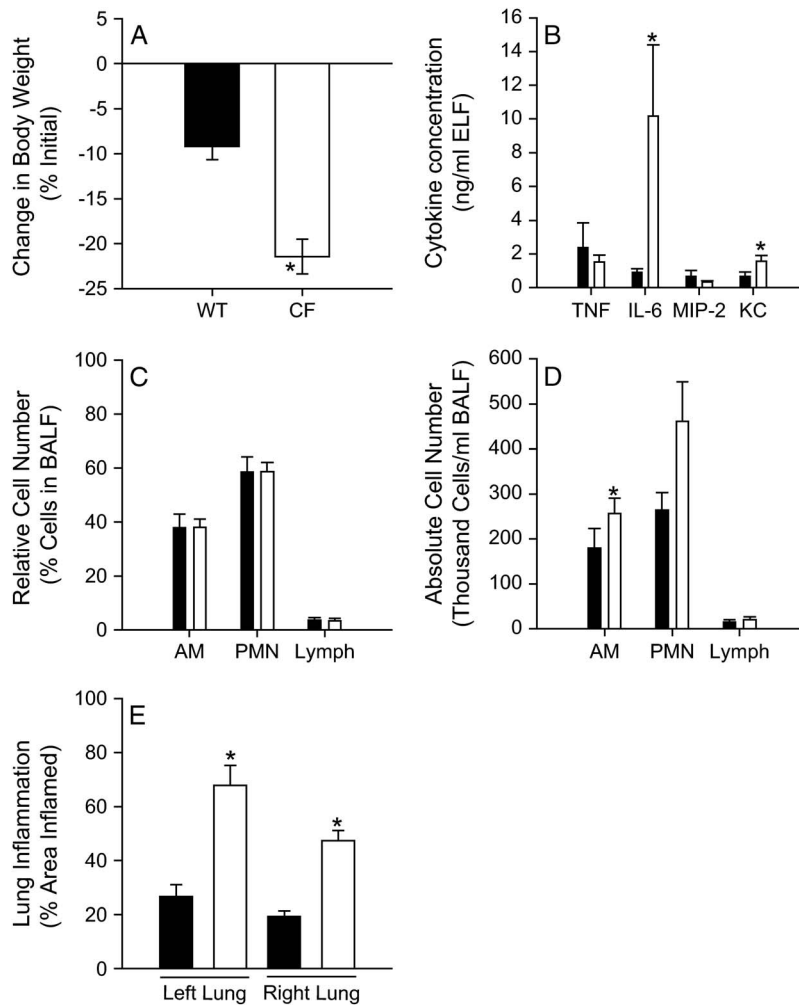 A
Change in Body Weight
(% Initial)
5
0
-5
-10
-15
-20
-25
*
WT
CF
B
Cytokine concentration
(ng/ml ELF)
16
14
12
10
8
6
4
2
0
*
*
TNF
IL-6
MIP-2
KC
C
Relative Cell Number
(% Cells in BALF)
100
80
60
40
20
0
AM
PMN
Lymph
D
Absolute Cell Number
(Thousand Cells/ml BALF)
600
500
400
300
200
100
0
*
AM
PMN
Lymph
E
Lung Inflammation
(% Area Inflamed)
100
80
60
40
20
0
*
*
Left Lung
Right Lung